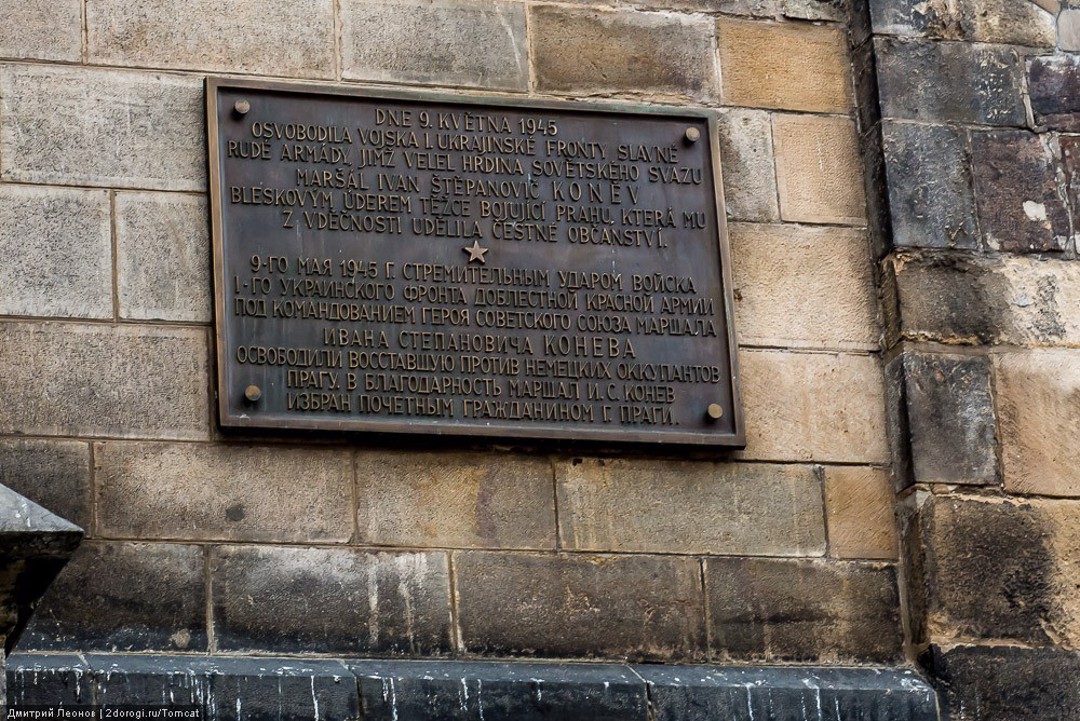 DNE 9. KVĚTNA 1945
OSVOBODILA VOJSKA I. UKRAJINSKÉ FRONTY SLAVNÉ
RUDÉ ARMÁDY, JIMŽ VELEL HRDINA SOVĚTSKÉHO SVAZU
MARŠÁL IVAN ŠTĚPANOVIČ KONĚV
BLESKOVÝM ÚDEREM TĚŽCE BOJUJÍCÍ PRAHU, KTERÁ MU
Z VDĚČNOSTI UDĚLILA ČESTNÉ OBČANSTVÍ.
9-ГО МАЯ 1945 Г. СТРЕМИТЕЛЬНЫМ УДАРОМ ВОЙСКА
I-ГО УКРАИНСКОГО ФРОНТА ДОБЛЕСТНОЙ КРАСНОЙ АРМИИ
ПОД КОМАНДОВАНИЕМ ГЕРОЯ СОВЕТСКОГО СОЮЗА МАРШАЛА
ИВАНА СТЕПАНОВИЧА КОНЕВА
ОСВОБОДИЛИ ВОССТАВШУЮ ПРОТИВ НЕМЕЦКИХ ОККУПАНТОВ
ПРАГУ. В БЛАГОДАРНОСТЬ МАРШАЛ И. С. КОНЕВ
ИЗБРАН ПОЧЕТНЫМ ГРАЖДАНИНОМ Г. ПРАГИ.
Дмитрий Леонов | 2dorogi.ru/Tomcat